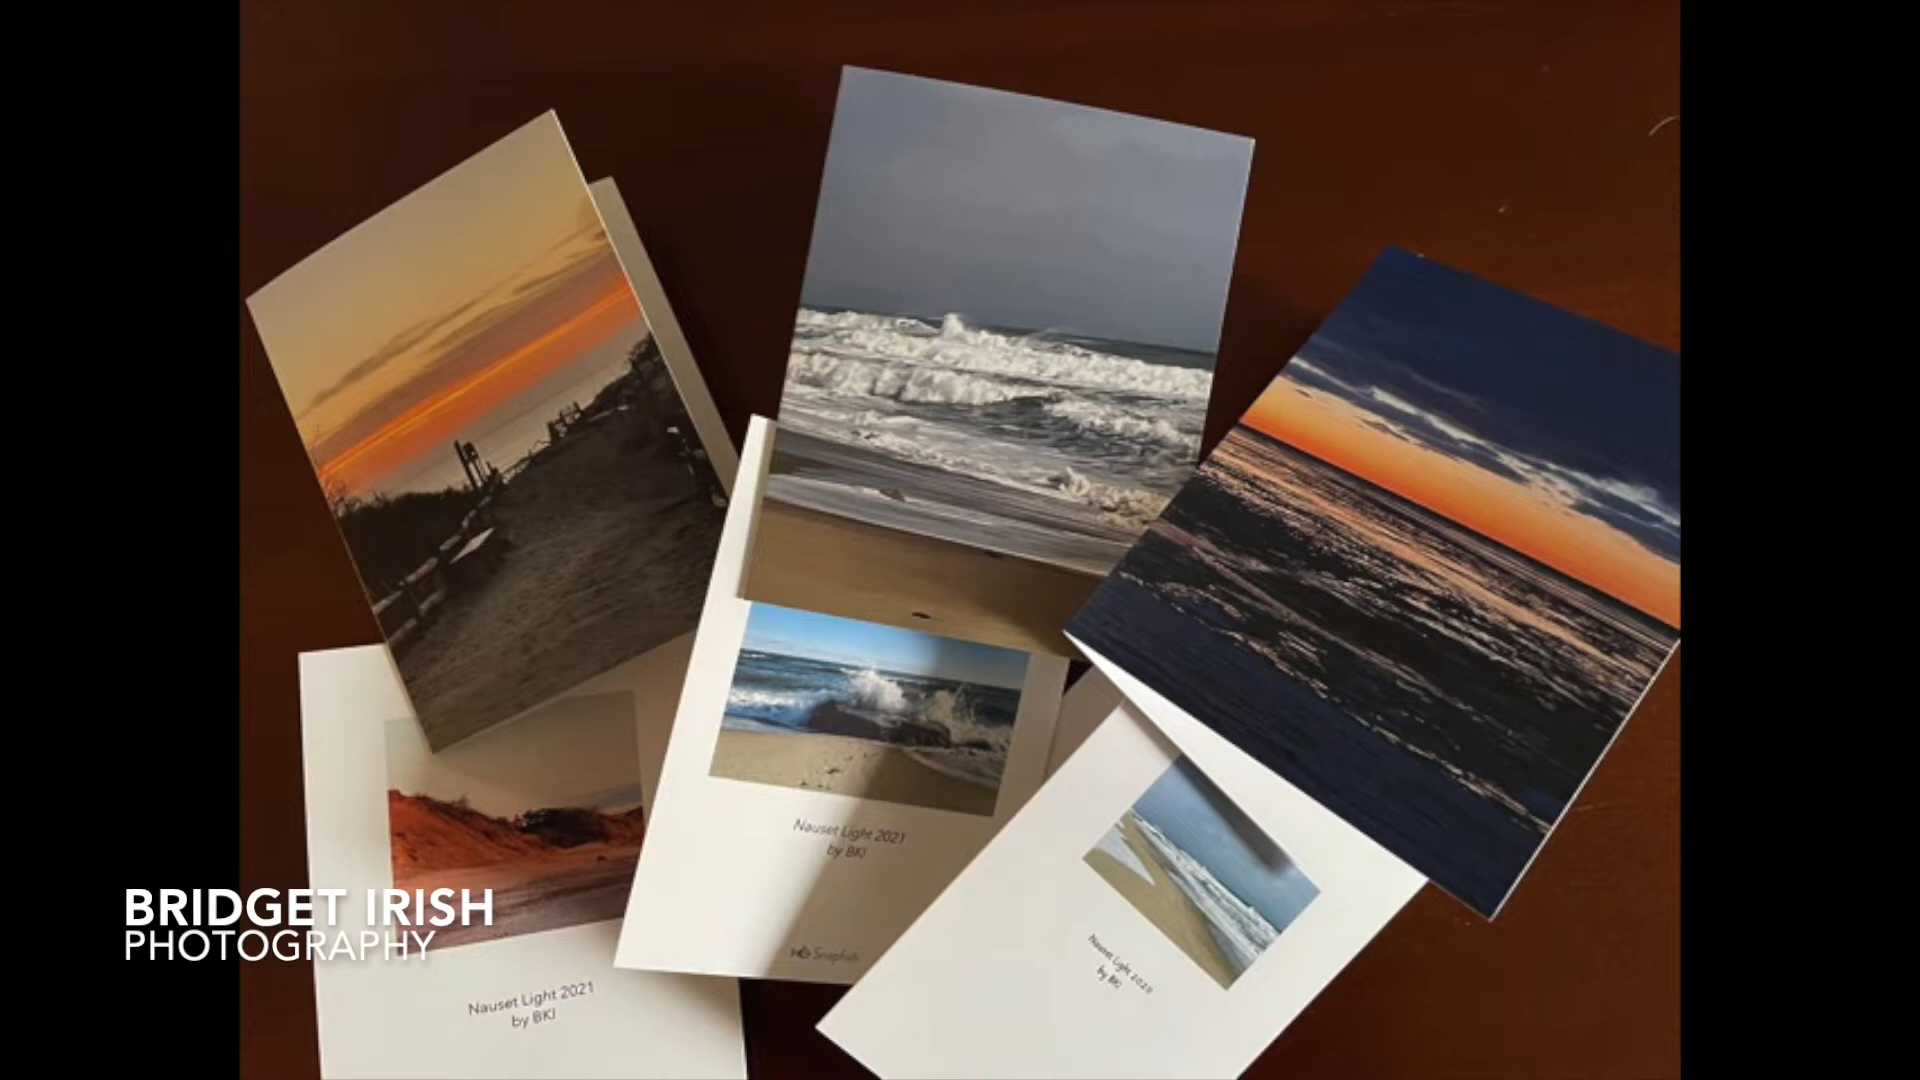 BRIDGET IRISH
PHOTOGRAPHY
Nauset Light 2021
by BKI
Nauset Light 2021
by BKI
Snapfish
Nauset Light 2020
by BKI